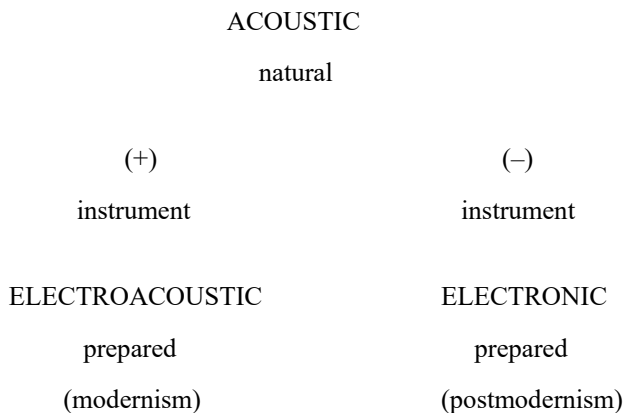 ACOUSTIC
natural
(+) (–)
instrument instrument
ELECTROACOUSTIC ELECTRONIC
prepared prepared
(modernism) (postmodernism)